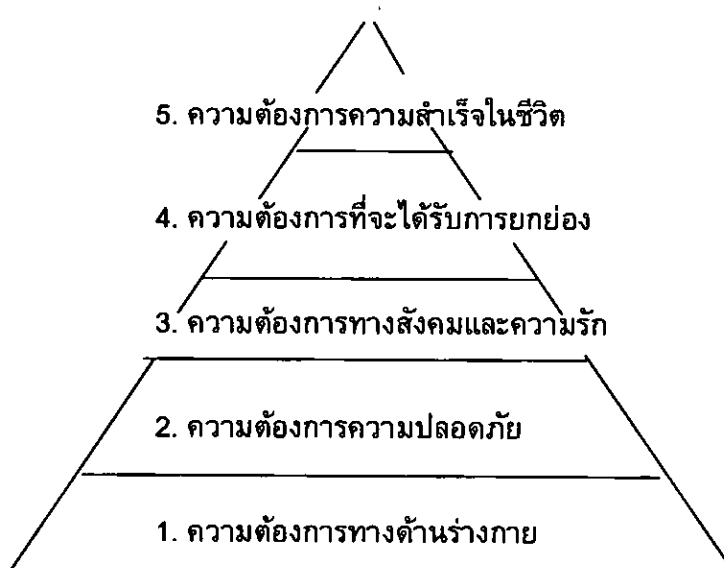 5. ความต้องการความสำเร็จในชีวิต
4. ความต้องการที่จะได้รับการยกย่อง
3. ความต้องการทางสังคมและความรัก
2. ความต้องการความปลอดภัย
1. ความต้องการทางด้านร่างกาย